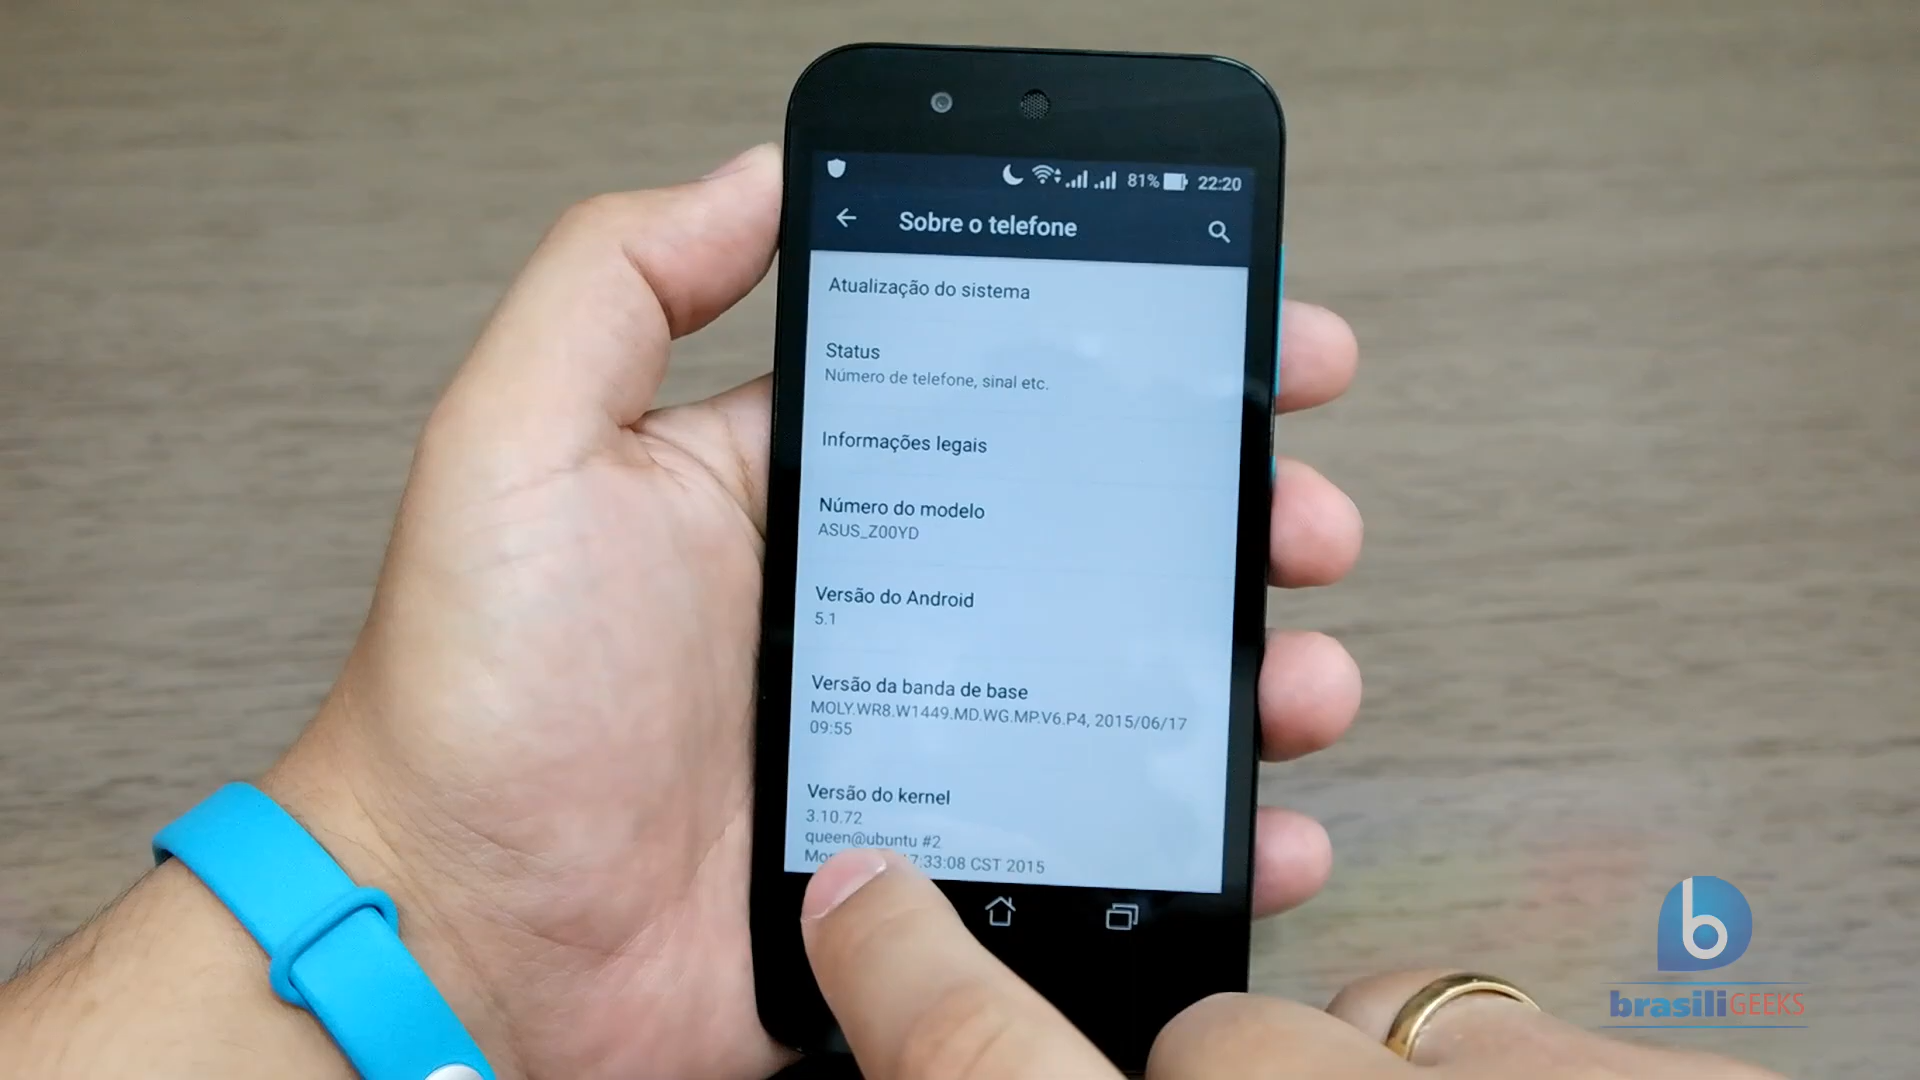 81% 22:20
Sobre o telefone
Atualização do sistema
Status
Número de telefone, sinal etc.
Informações legais
Número do modelo
ASUS_Z00YD
Versão do Android
5.1
Versão da banda de base
MOLY.WR8.W1449.MD.WG.MP.V6.P4, 2015/06/17
09:55
Versão do kernel
3.10.72
queen@ubuntu #2
7:33:08 CST 2015
b
brasiliGEEKS